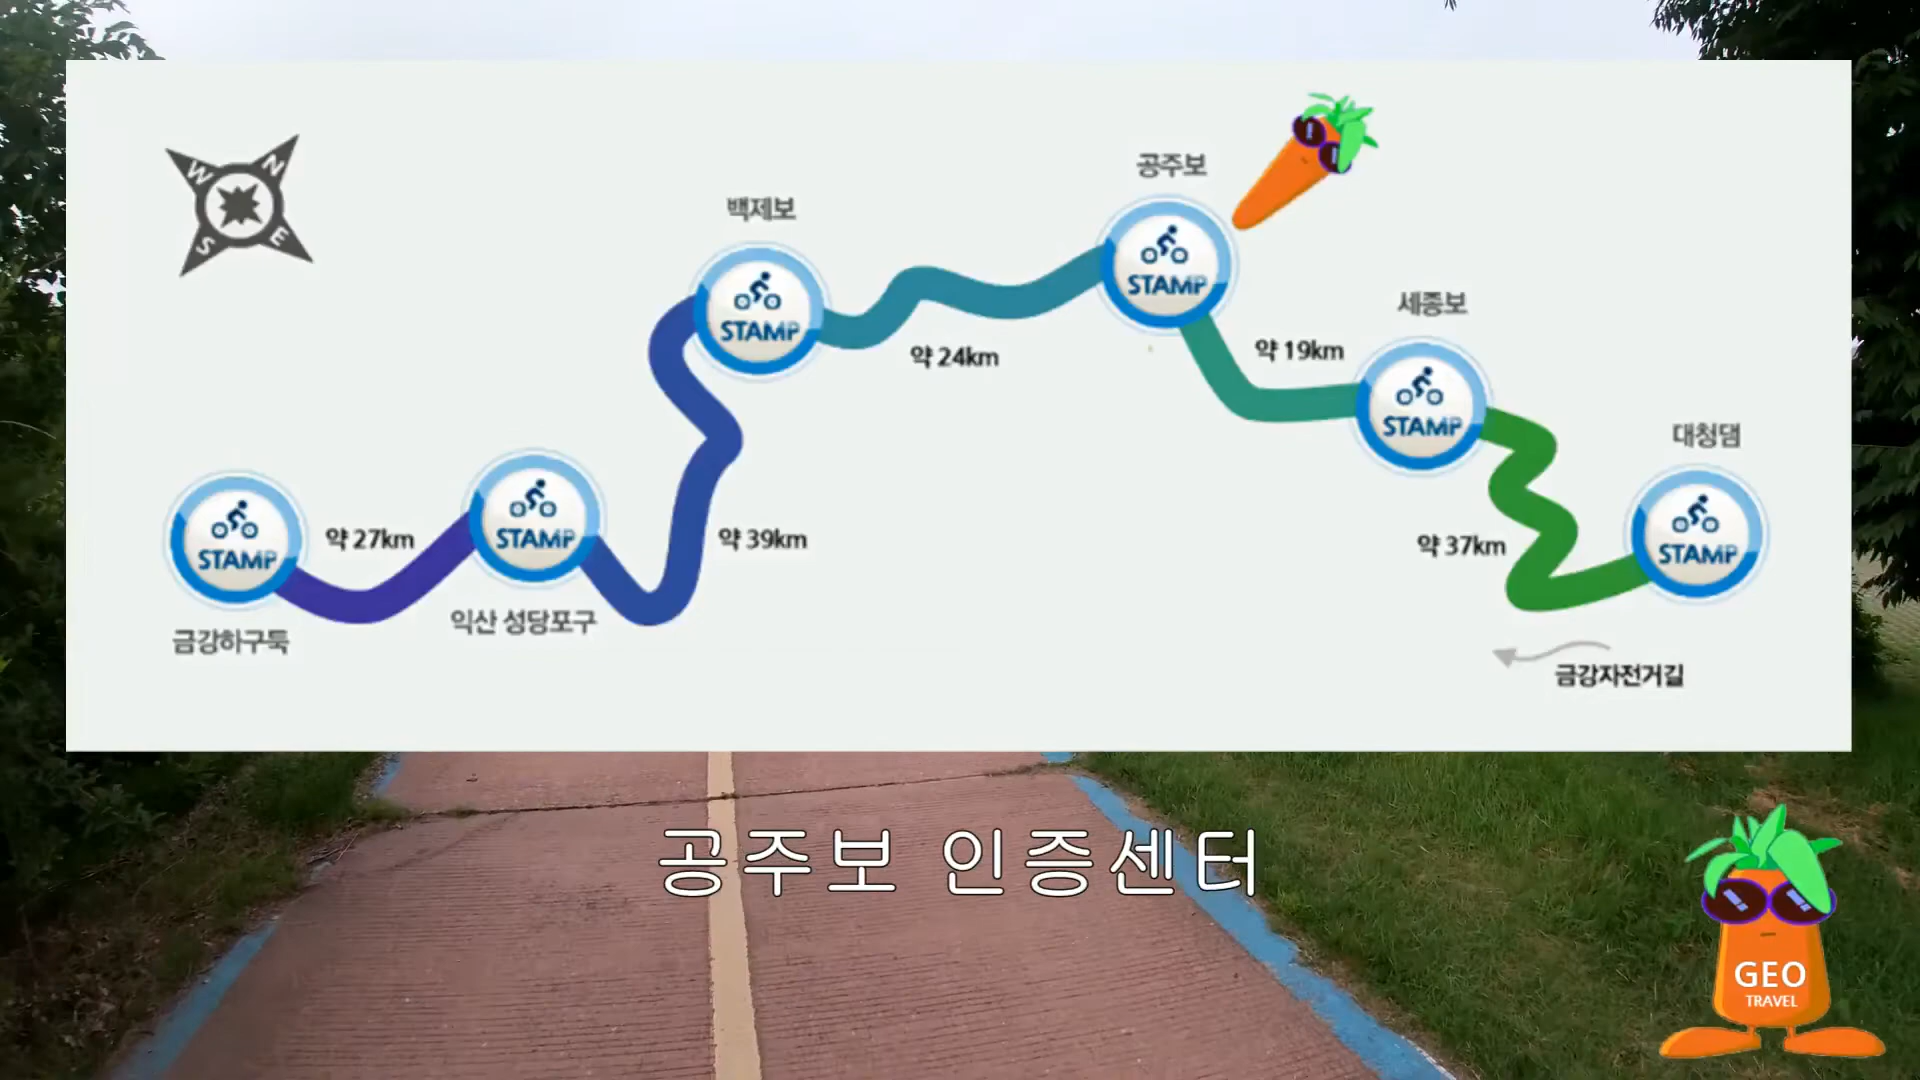 W
N
S
E
공주보
백제보
STAMP
STAMP
세종보
약 19km
약 24km
STAMP
대청댐
STAMP
STAMP
STAMP
약 27km
약 39km
약 37km
익산 성당포구
금강하구둑
금강자전거길
공주보 인증센터
GEO
TRAVEL